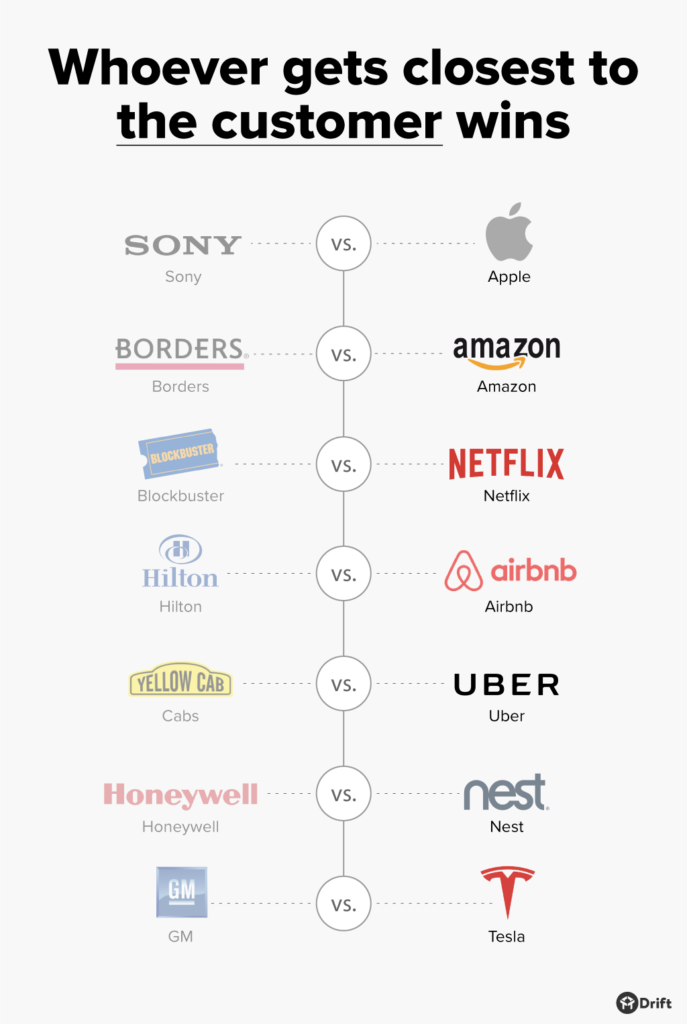 Whoever gets closest to
the customer wins
SONY vs.
Sony Apple
BORDERS® vs. amazon
Borders Amazon
BLOCKBUSTER vs. NETFLIX
Blockbuster Netflix
H
Hilton vs. airbnb
Hilton Airbnb
YELLOW CAB vs. UBER
Cabs Uber
Honeywell vs. nest
Honeywell Nest
GM vs.
GM Tesla
Drift